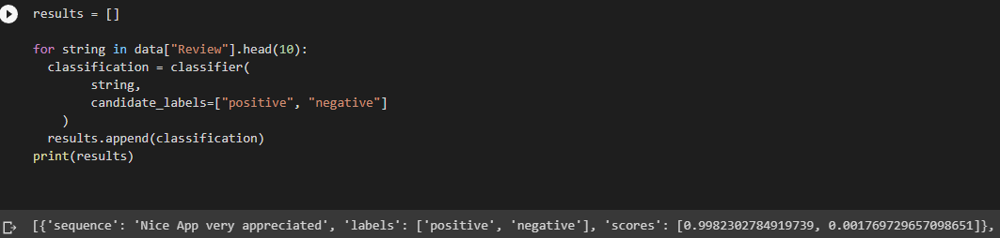 results = []
for string in data["Review"].head(10):
classification = classifier(
string,
candidate_labels=["positive", "negative"]
)
results.append(classification)
print(results)
[{'sequence': 'Nice App very appreciated', 'labels': ['positive', 'negative'], 'scores': [0.9982302784919739, 0.001769729657098651]},